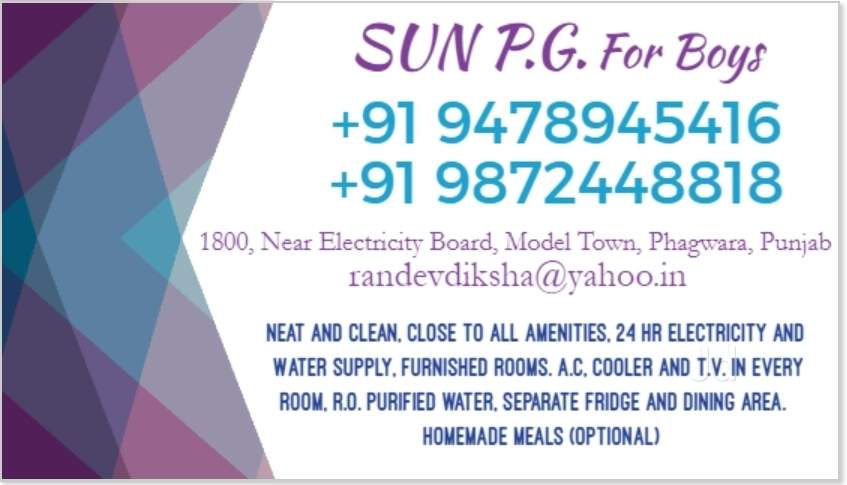 SUN P.G. For Boys
+91 9478945416
+91 9872448818
1800, Near Electricity Board, Model Town, Phagwara, Punjab
randevdiksha@yahoo.in
NEAT AND CLEAN, CLOSE TO ALL AMENITIES, 24 HR ELECTRICITY AND
WATER SUPPLY, FURNISHED ROOMS. A.C, COOLER AND T.V. IN EVERY
ROOM, R.O. PURIFIED WATER, SEPARATE FRIDGE AND DINING AREA.
HOMEMADE MEALS (OPTIONAL)